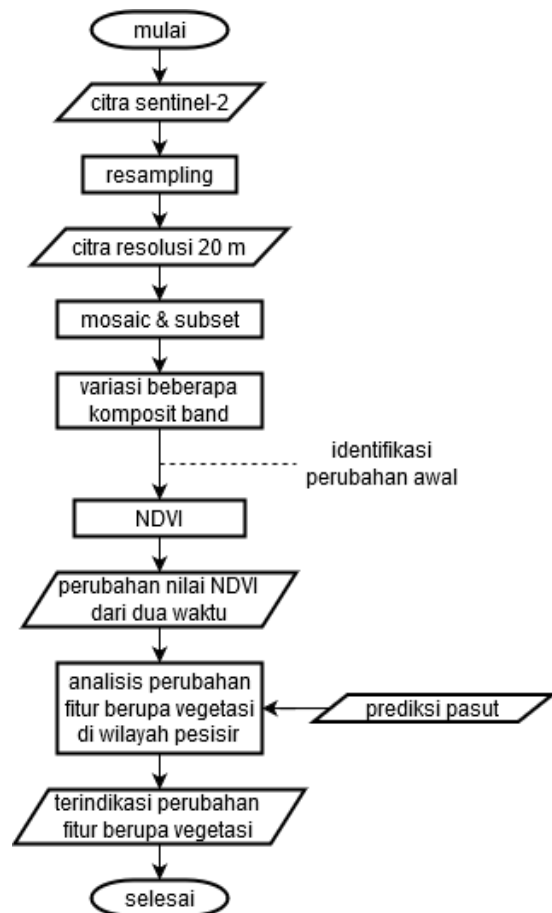 mulai
citra sentinel-2
resampling
citra resolusi 20 m
mosaic & subset
variasi beberapa
komposit band
identifikasi
perubahan awal
NDVI
perubahan nilai NDVI
dari dua waktu
analisis perubahan
fitur berupa vegetasi
di wilayah pesisir
prediksi pasut
terindikasi perubahan
fitur berupa vegetasi
selesai